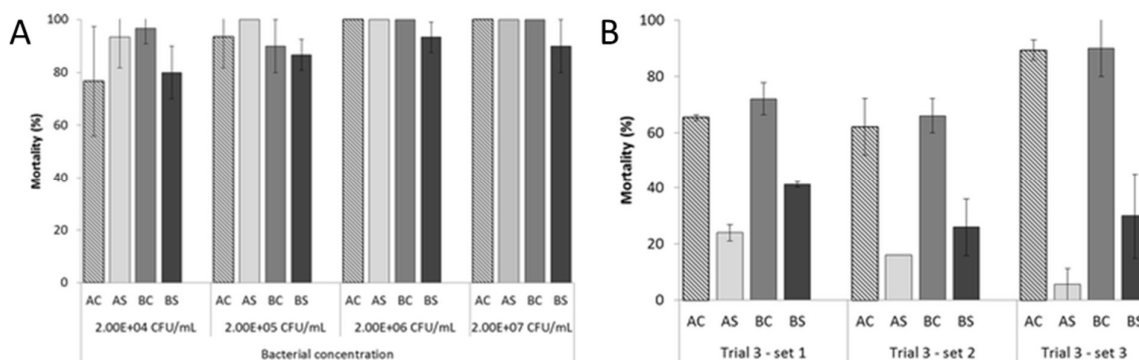 A
100
80
60
40
20
0
Mortality (%)
AC AS BC BS AC AS BC BS AC AS BC BS AC AS BC BS
2.00E+04 CFU/mL 2.00E+05 CFU/mL 2.00E+06 CFU/mL 2.00E+07 CFU/mL
Bacterial concentration
B
100
80
60
40
20
0
Mortality (%)
AC AS BC BS AC AS BC BS AC AS BC BS
Trial 3 - set 1 Trial 3 - set 2 Trial 3 - set 3